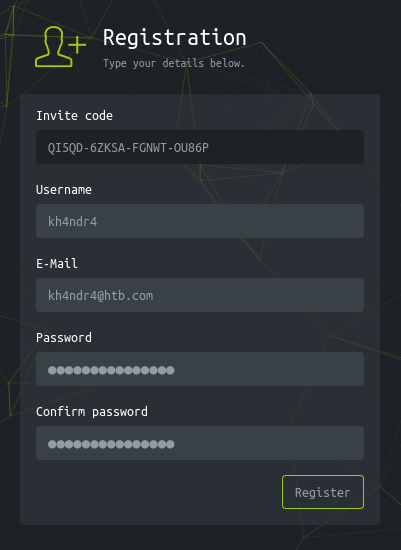 Registration
Type your details below.
Invite code
QI5QD-6ZKSA-FGNWT-OU86P
Username
kh4ndr4
E-Mail
kh4ndr4@htb.com
Password
●●●●●●●●●●●●●●●
Confirm password
●●●●●●●●●●●●●●●
Register